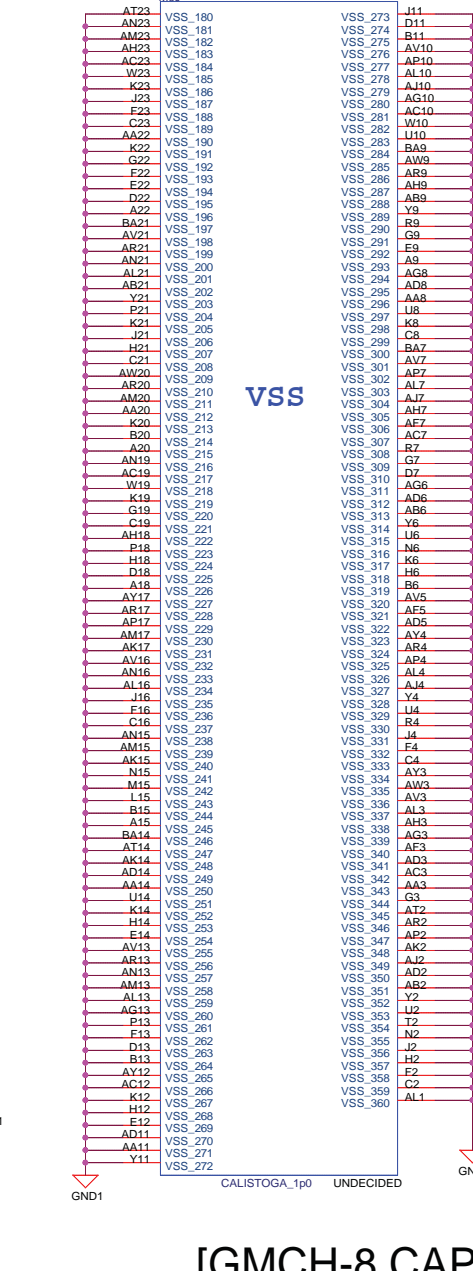 AT23 VSS_180
AN23 VSS_181
AM23 VSS_182
AH23 VSS_183
AC23 VSS_184
W23 VSS_185
K23 VSS_186
J23 VSS_187
F23 VSS_188
C23 VSS_189
AA22 VSS_190
K22 VSS_191
G22 VSS_192
F22 VSS_193
E22 VSS_194
D22 VSS_195
A22 VSS_196
BA21 VSS_197
AV21 VSS_198
AR21 VSS_199
AN21 VSS_200
AL21 VSS_201
AB21 VSS_202
Y21 VSS_203
P21 VSS_204
K21 VSS_205
J21 VSS_206
H21 VSS_207
C21 VSS_208
AW20 VSS_209
AR20 VSS_210
AM20 VSS_211
AA20 VSS_212
K20 VSS_213
B20 VSS_214
A20 VSS_215
AN19 VSS_216
AC19 VSS_217
W19 VSS_218
K19 VSS_219
G19 VSS_220
C19 VSS_221
AH18 VSS_222
P18 VSS_223
H18 VSS_224
D18 VSS_225
A18 VSS_226
AY17 VSS_227
AR17 VSS_228
AP17 VSS_229
AM17 VSS_230
AK17 VSS_231
AV16 VSS_232
AN16 VSS_233
AL16 VSS_234
J16 VSS_235
F16 VSS_236
C16 VSS_237
AN15 VSS_238
AM15 VSS_239
AK15 VSS_240
N15 VSS_241
M15 VSS_242
L15 VSS_243
B15 VSS_244
A15 VSS_245
BA14 VSS_246
AT14 VSS_247
AK14 VSS_248
AD14 VSS_249
AA14 VSS_250
U14 VSS_251
K14 VSS_252
H14 VSS_253
E14 VSS_254
AV13 VSS_255
AR13 VSS_256
AN13 VSS_257
AM13 VSS_258
AL13 VSS_259
AG13 VSS_260
P13 VSS_261
F13 VSS_262
D13 VSS_263
B13 VSS_264
AY12 VSS_265
AC12 VSS_266
K12 VSS_267
H12 VSS_268
E12 VSS_269
AD11 VSS_270
AA11 VSS_271
Y11 VSS_272
GND1
VSS
VSS_273 J11
VSS_274 D11
VSS_275 B11
VSS_276 AV10
VSS_277 AP10
VSS_278 AL10
VSS_279 AJ10
VSS_280 AG10
VSS_281 AC10
VSS_282 W10
VSS_283 U10
VSS_284 BA9
VSS_285 AW9
VSS_286 AR9
VSS_287 AH9
VSS_288 AB9
VSS_289 Y9
VSS_290 R9
VSS_291 G9
VSS_292 E9
VSS_293 A9
VSS_294 AG8
VSS_295 AD8
VSS_296 AA8
VSS_297 U8
VSS_298 K8
VSS_299 C8
VSS_300 BA7
VSS_301 AV7
VSS_302 AP7
VSS_303 AL7
VSS_304 AJ7
VSS_305 AH7
VSS_306 AF7
VSS_307 AC7
VSS_308 R7
VSS_309 G7
VSS_310 D7
VSS_311 AG6
VSS_312 AD6
VSS_313 AB6
VSS_314 Y6
VSS_315 U6
VSS_316 N6
VSS_317 K6
VSS_318 H6
VSS_319 B6
VSS_320 AV5
VSS_321 AF5
VSS_322 AD5
VSS_323 AY4
VSS_324 AR4
VSS_325 AP4
VSS_326 AL4
VSS_327 AJ4
VSS_328 Y4
VSS_329 U4
VSS_330 R4
VSS_331 J4
VSS_332 F4
VSS_333 C4
VSS_334 AY3
VSS_335 AW3
VSS_336 AV3
VSS_337 AL3
VSS_338 AH3
VSS_339 AG3
VSS_340 AF3
VSS_341 AD3
VSS_342 AC3
VSS_343 AA3
VSS_344 G3
VSS_345 AT2
VSS_346 AR2
VSS_347 AP2
VSS_348 AK2
VSS_349 AJ2
VSS_350 AD2
VSS_351 AB2
VSS_352 Y2
VSS_353 U2
VSS_354 T2
VSS_355 N2
VSS_356 J2
VSS_357 H2
VSS_358 F2
VSS_359 C2
VSS_360 AL1
GN
CALISTOGA_1p0 UNDECIDED
[GMCH-8 CAP